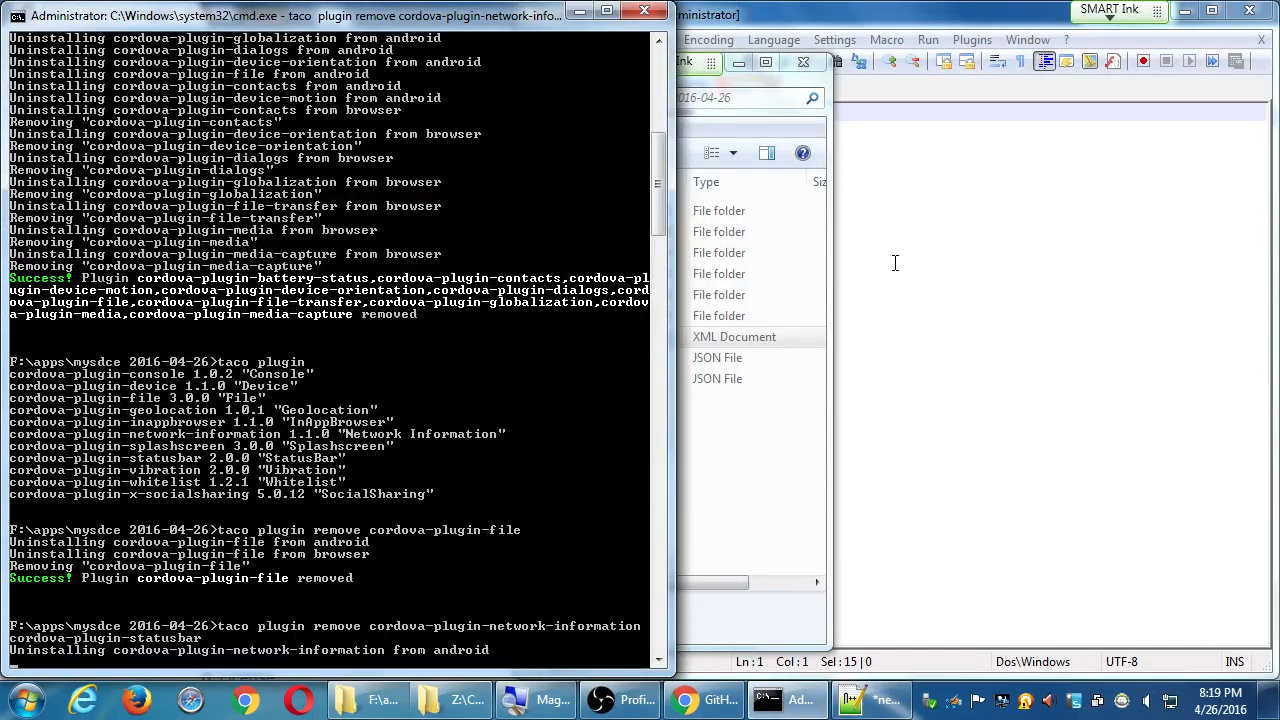 Administrator: C:\Windows\system32\cmd.exe - taco plugin remove cordova-plugin-network-info...
ministrator]
SMART Ink
Uninstalling cordova-plugin-globalization from android
Uninstalling cordova-plugin-dialogs from android
Uninstalling cordova-plugin-device-orientation from android
Uninstalling cordova-plugin-file from android
Uninstalling cordova-plugin-contacts from android
Uninstalling cordova-plugin-device-motion from android
Uninstalling cordova-plugin-contacts from browser
Removing "cordova-plugin-contacts"
Uninstalling cordova-plugin-device-orientation from browser
Removing "cordova-plugin-device-orientation"
Uninstalling cordova-plugin-dialogs from browser
Removing "cordova-plugin-dialogs"
Uninstalling cordova-plugin-globalization from browser
Removing "cordova-plugin-globalization"
Uninstalling cordova-plugin-file-transfer from browser
Removing "cordova-plugin-file-transfer"
Uninstalling cordova-plugin-media from browser
Removing "cordova-plugin-media"
Uninstalling cordova-plugin-media-capture from browser
Removing "cordova-plugin-media-capture"
Success! Plugin cordova-plugin-battery-status,cordova-plugin-contacts,cordova-pl
ugin-device-motion,cordova-plugin-device-orientation,cordova-plugin-dialogs,cord
ova-plugin-file,cordova-plugin-file-transfer,cordova-plugin-globalization,cordov
a-plugin-media,cordova-plugin-media-capture removed
F:\apps\mysdce 2016-04-26>taco plugin
cordova-plugin-console 1.0.2 "Console"
cordova-plugin-device 1.1.0 "Device"
cordova-plugin-file 3.0.0 "File"
cordova-plugin-geolocation 1.0.1 "Geolocation"
cordova-plugin-inappbrowser 1.1.0 "InAppBrowser"
cordova-plugin-network-information 1.1.0 "Network Information"
cordova-plugin-splashscreen 3.0.0 "Splashscreen"
cordova-plugin-statusbar 2.0.0 "StatusBar"
cordova-plugin-vibration 2.0.0 "Vibration"
cordova-plugin-whitelist 1.2.1 "Whitelist"
cordova-plugin-x-socialsharing 5.0.12 "SocialSharing"
F:\apps\mysdce 2016-04-26>taco plugin remove cordova-plugin-file
Uninstalling cordova-plugin-file from android
Uninstalling cordova-plugin-file from browser
Removing "cordova-plugin-file"
Success! Plugin cordova-plugin-file removed
F:\apps\mysdce 2016-04-26>taco plugin remove cordova-plugin-network-information
cordova-plugin-statusbar
Uninstalling cordova-plugin-network-information from android
Encoding Language Settings Macro Run Plugins Window ? X
Ink
2016-04-26
Type Siz
File folder
File folder
File folder
File folder
File folder
File folder
XML Document
JSON File
JSON File
Ln:1 Col:1 Sel:15|0 Dos\Windows UTF-8 INS
F:\a... Z:\C... Mag... Profi... GitH... Ad... *ne...
8:19 PM
4/26/2016